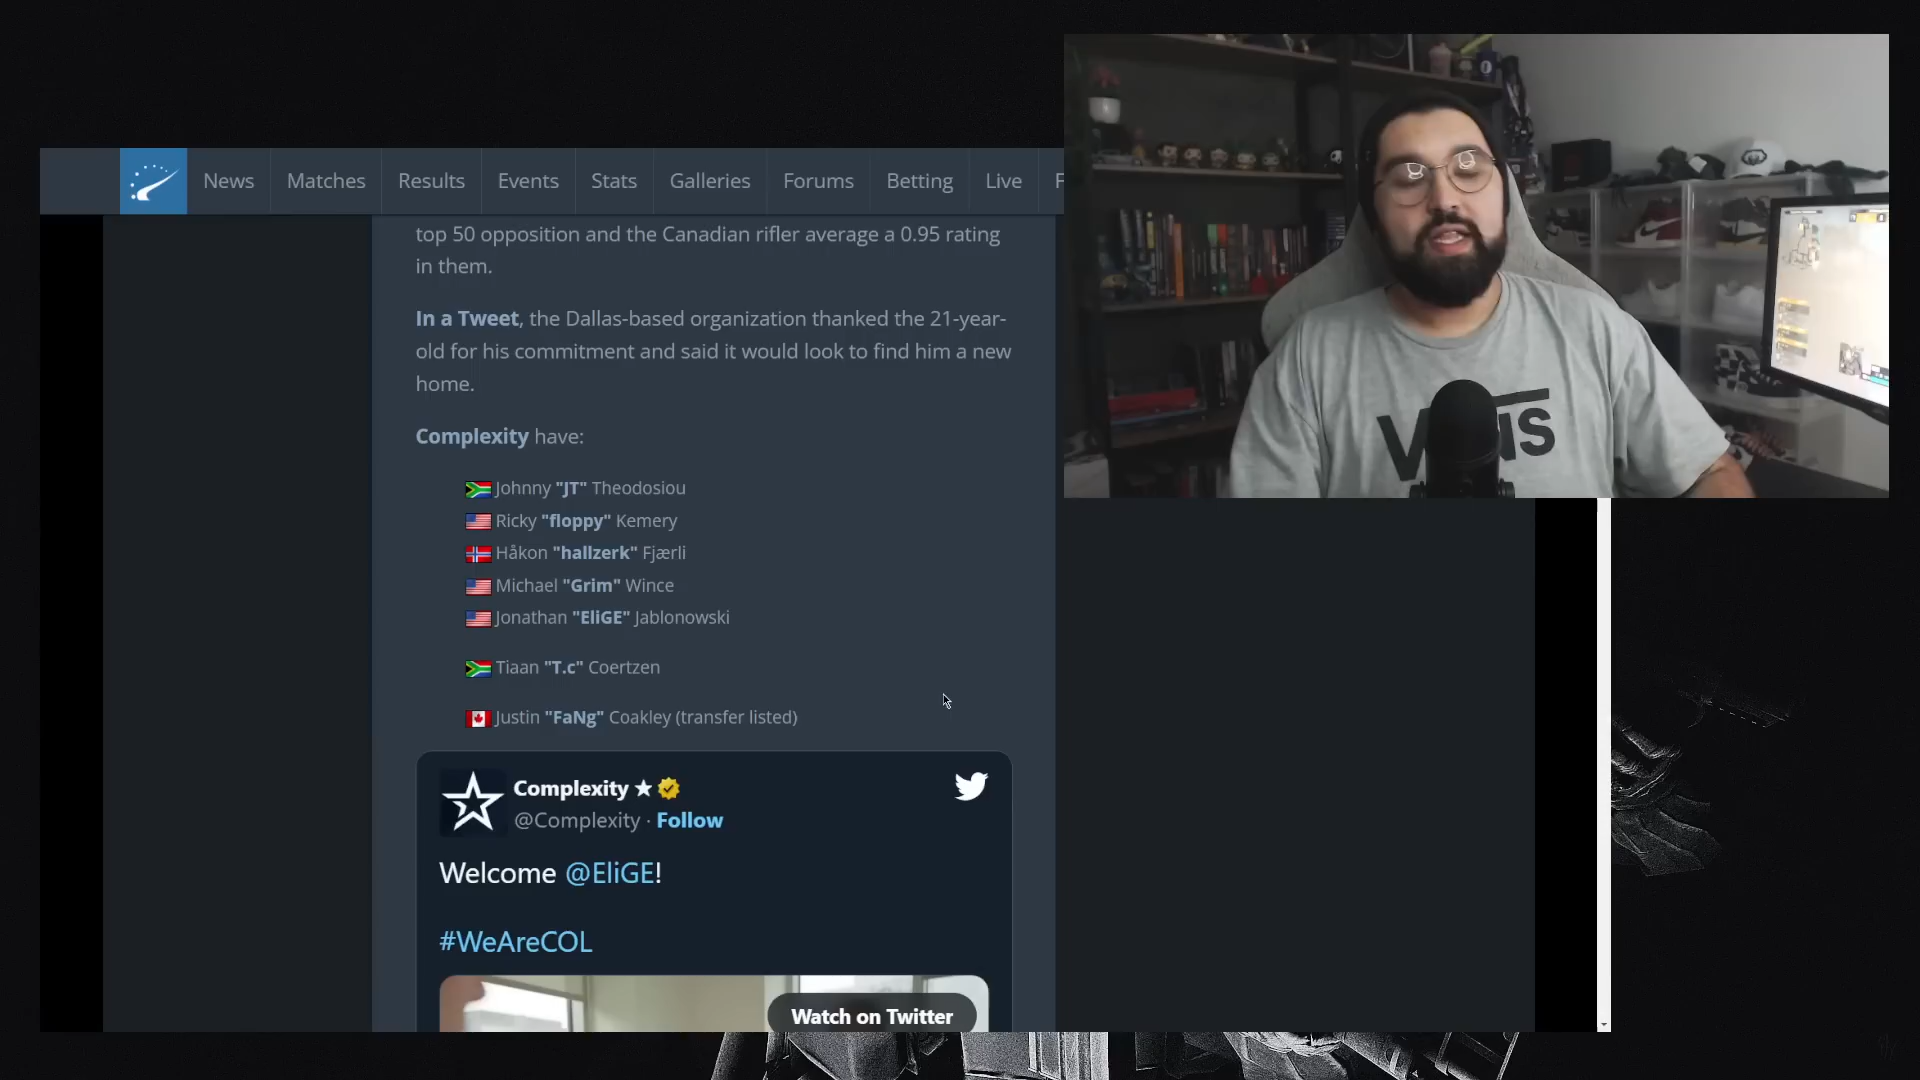 News Matches Results Events Stats Galleries Forums Betting Live F
top 50 opposition and the Canadian rifler average a 0.95 rating
in them.
In a Tweet, the Dallas-based organization thanked the 21-year-
old for his commitment and said it would look to find him a new
home.
Complexity have:
Johnny "JT" Theodosiou
Ricky "floppy" Kemery
Håkon "hallzerk" Fjærli
Michael "Grim" Wince
Jonathan "EliGE" Jablonowski
Tiaan "T.c" Coertzen
Justin "FaNg" Coakley (transfer listed)
Complexity ★
@Complexity · Follow
Welcome @EliGE!
#WeAreCOL
Watch on Twitter
VANS